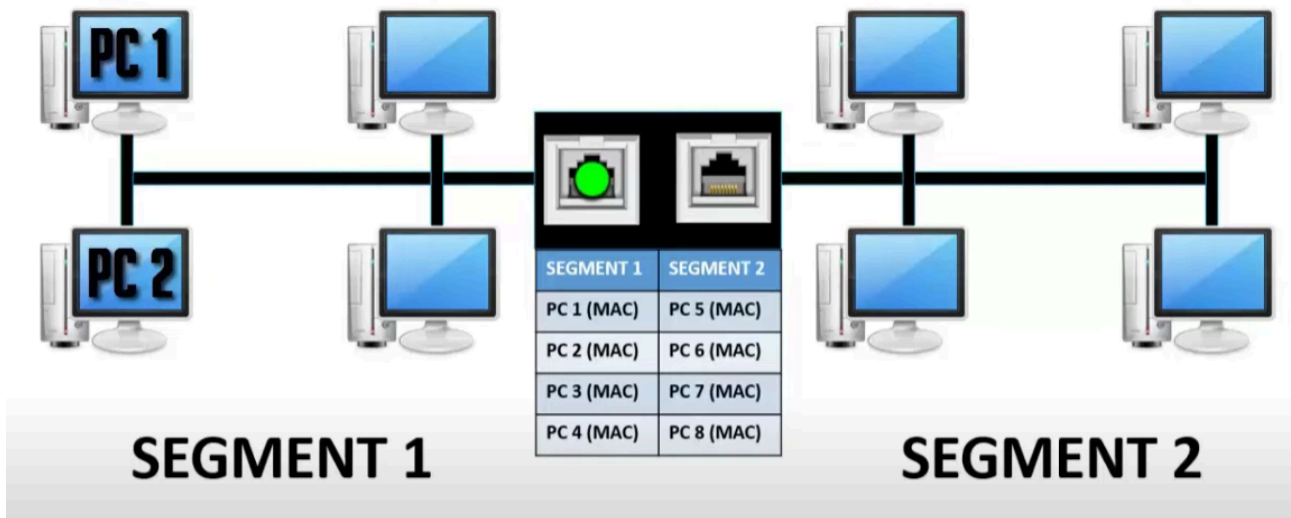 PC 1
PC 2
SEGMENT 1 SEGMENT 2
PC 1 (MAC) PC 5 (MAC)
PC 2 (MAC) PC 6 (MAC)
PC 3 (MAC) PC 7 (MAC)
PC 4 (MAC) PC 8 (MAC)
SEGMENT 1 SEGMENT 2